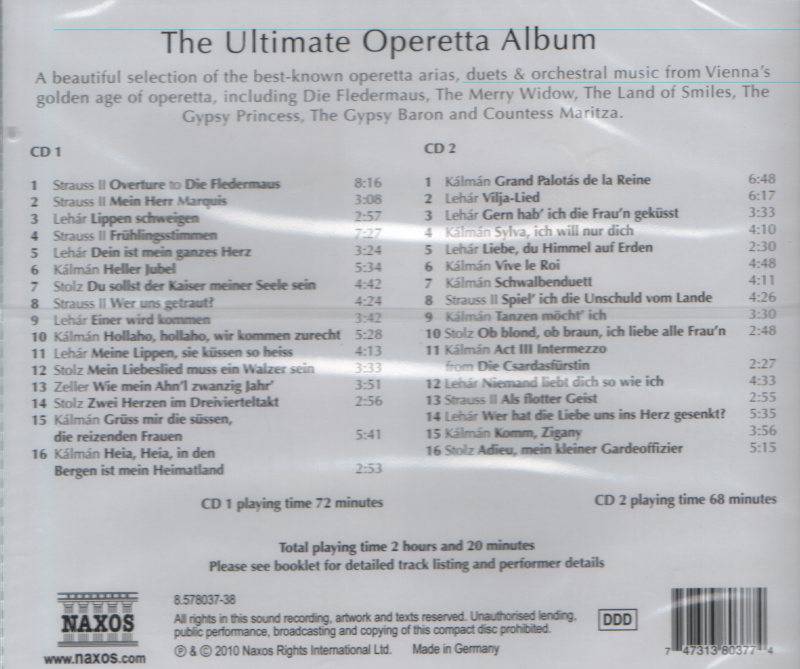 The Ultimate Operetta Album
A beautiful selection of the best-known operetta arias, duets & orchestral music from Vienna's
golden age of operetta, including Die Fledermaus, The Merry Widow, The Land of Smiles, The
Gypsy Princess, The Gypsy Baron and Countess Maritza.
CD 1
1 Strauss II Overture to Die Fledermaus 8:16
2 Strauss II Mein Herr Marquis 3:08
3 Lehár Lippen schweigen 2:57
4 Strauss II Frühlingsstimmen 7:27
5 Lehár Dein ist mein ganzes Herz 3:24
6 Kálmán Heller Jubel 5:34
7 Stolz Du sollst der Kaiser meiner Seele sein 4:42
8 Strauss II Wer uns getraut? 4:24
9 Lehár Einer wird kommen 3:42
10 Kálmán Hollaho, hollaho, wir kommen zurecht 5:28
11 Lehár Meine Lippen, sie küssen so heiss 4:13
12 Stolz Mein Liebeslied muss ein Walzer sein 3:33
13 Zeller Wie mein Ahn'l zwanzig Jahr' 3:51
14 Stolz Zwei Herzen im Dreivierteltakt 2:56
15 Kálmán Grüss mir die süssen,
die reizenden Frauen 5:41
16 Kálmán Heia, Heia, in den
Bergen ist mein Heimatland 2:53
CD 1 playing time 72 minutes
CD 2
1 Kálmán Grand Palotás de la Reine 6:48
2 Lehár Vilja-Lied 6:17
3 Lehár Gern hab' ich die Frau'n geküsst 3:33
4 Kálmán Sylva, ich will nur dich 4:10
5 Lehár Liebe, du Himmel auf Erden 2:30
6 Kálmán Vive le Roi 4:48
7 Kálmán Schwalbenduett 4:11
8 Strauss II Spiel' ich die Unschuld vom Lande 4:26
9 Kálmán Tanzen möcht' ich 3:30
10 Stolz Ob blond, ob braun, ich liebe alle Frau'n 2:48
11 Kálmán Act III Intermezzo
from Die Csardasfürstin 2:27
12 Lehár Niemand liebt dich so wie ich 4:33
13 Strauss II Als flotter Geist 2:55
14 Lehár Wer hat die Liebe uns ins Herz gesenkt? 5:35
15 Kálmán Komm, Zigany 3:56
16 Stolz Adieu, mein kleiner Gardeoffizier 5:15
CD 2 playing time 68 minutes
Total playing time 2 hours and 20 minutes
Please see booklet for detailed track listing and performer details
NAXOS
www.naxos.com
8.578037-38
All rights in this sound recording, artwork and texts reserved. Unauthorised lending,
public performance, broadcasting and copying of this compact disc prohibited.
℗ & © 2010 Naxos Rights International Ltd. Made in Germany
DDD
7 47313 80377 4